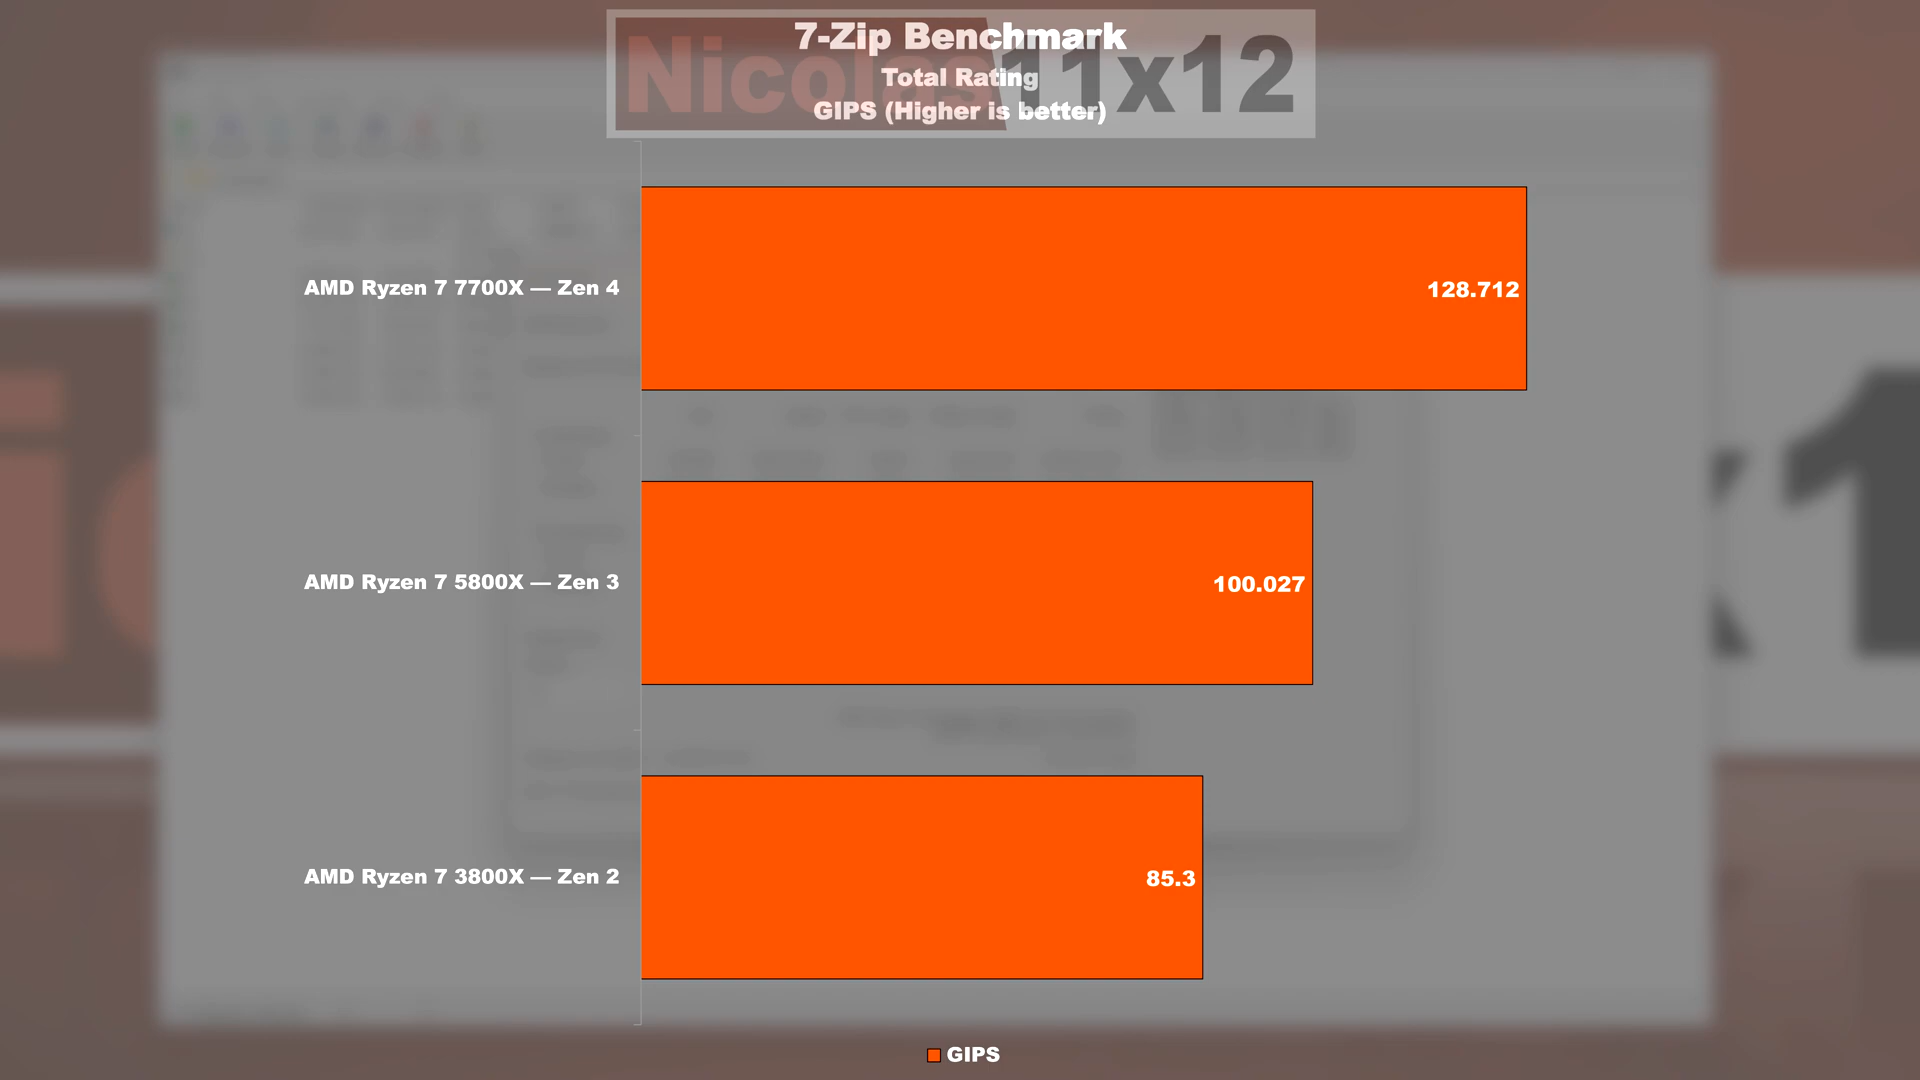 7-Zip Benchmark
Total Rating
GIPS (Higher is better)
Nicolas11x12
AMD Ryzen 7 7700X — Zen 4
128.712
AMD Ryzen 7 5800X — Zen 3
100.027
AMD Ryzen 7 3800X — Zen 2
85.3
GIPS